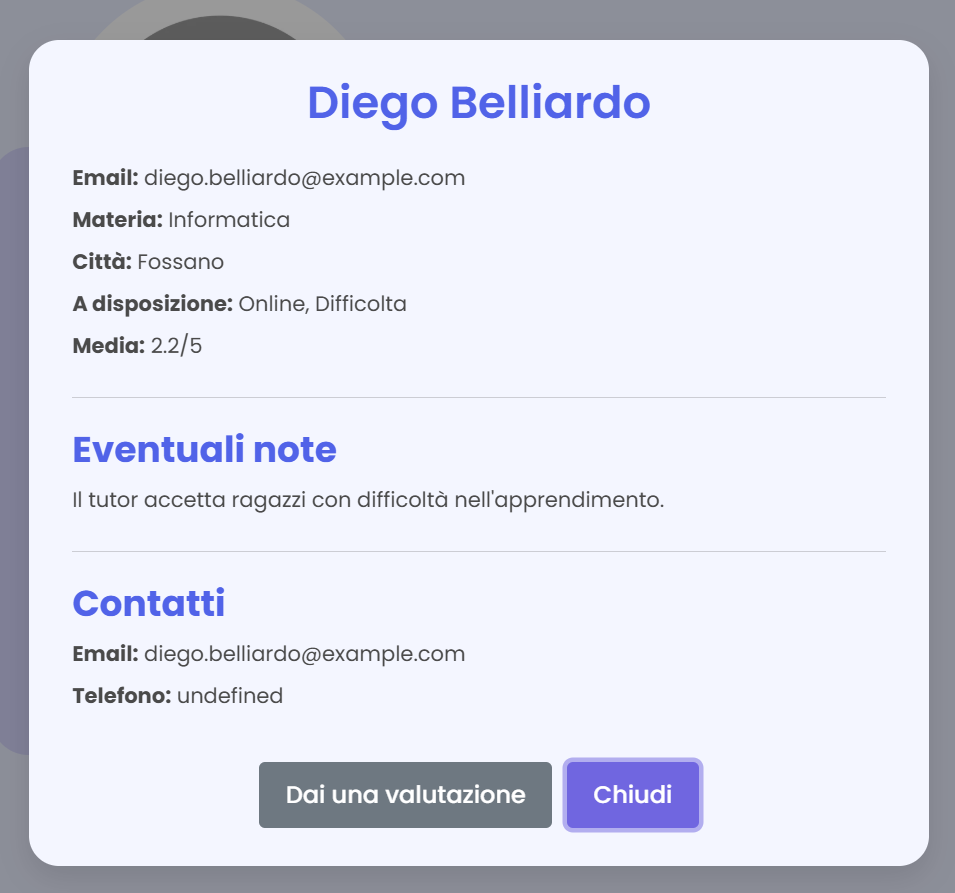 Diego Belliardo
Email: diego.belliardo@example.com
Materia: Informatica
Città: Fossano
A disposizione: Online, Difficolta
Media: 2.2/5
Eventuali note
Il tutor accetta ragazzi con difficoltà nell'apprendimento.
Contatti
Email: diego.belliardo@example.com
Telefono: undefined
Dai una valutazione
Chiudi